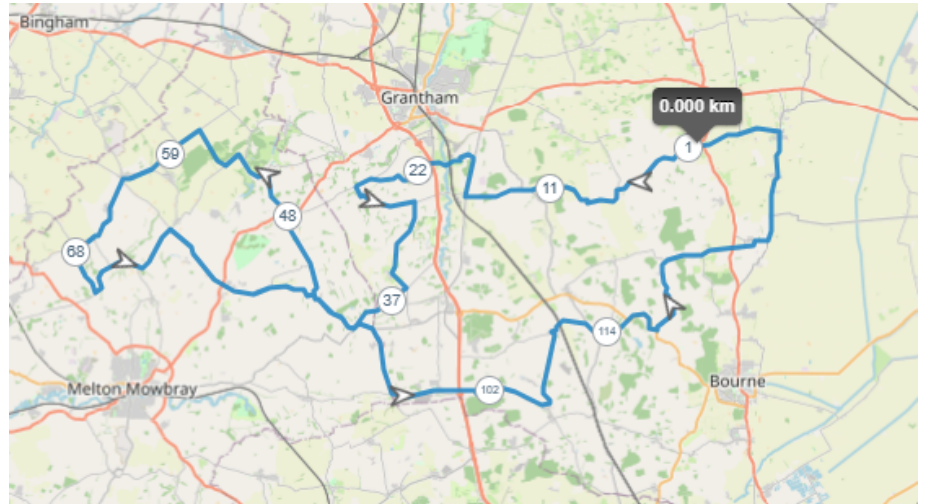 Bingham
Grantham
0.000 km
1
59
22
11
48
68
37
114
Melton Mowbray
102
Bourne